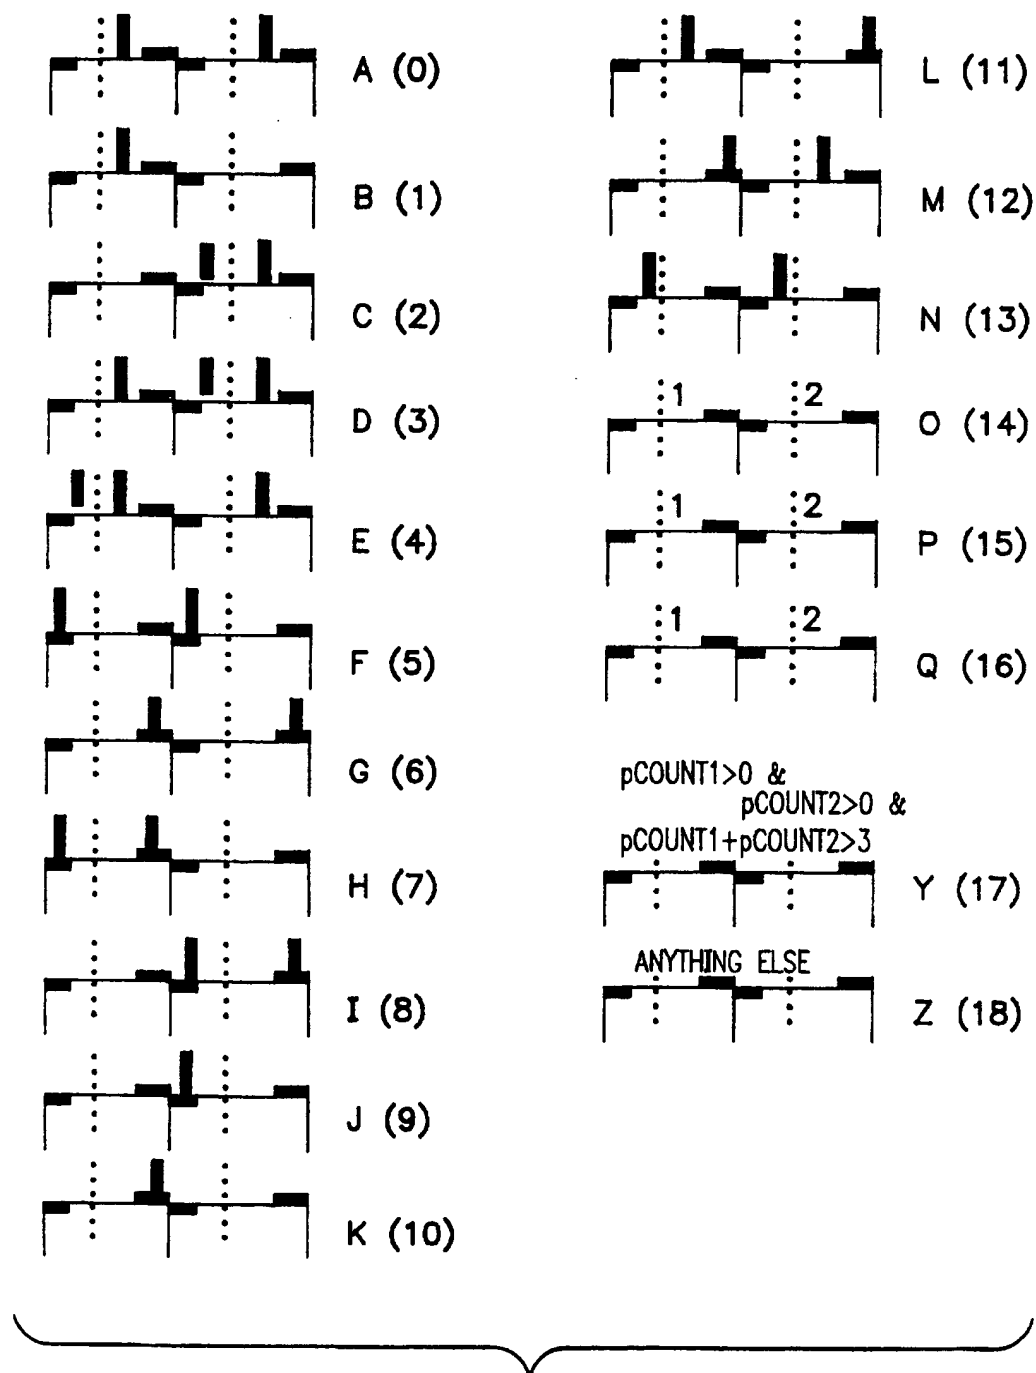 A (0)
B (1)
C (2)
D (3)
E (4)
F (5)
G (6)
H (7)
I (8)
J (9)
K (10)
L (11)
M (12)
N (13)
1 2
O (14)
1 2
P (15)
1 2
Q (16)
pCOUNT1>0 &
pCOUNT2>0 &
pCOUNT1+pCOUNT2>3
Y (17)
ANYTHING ELSE
Z (18)